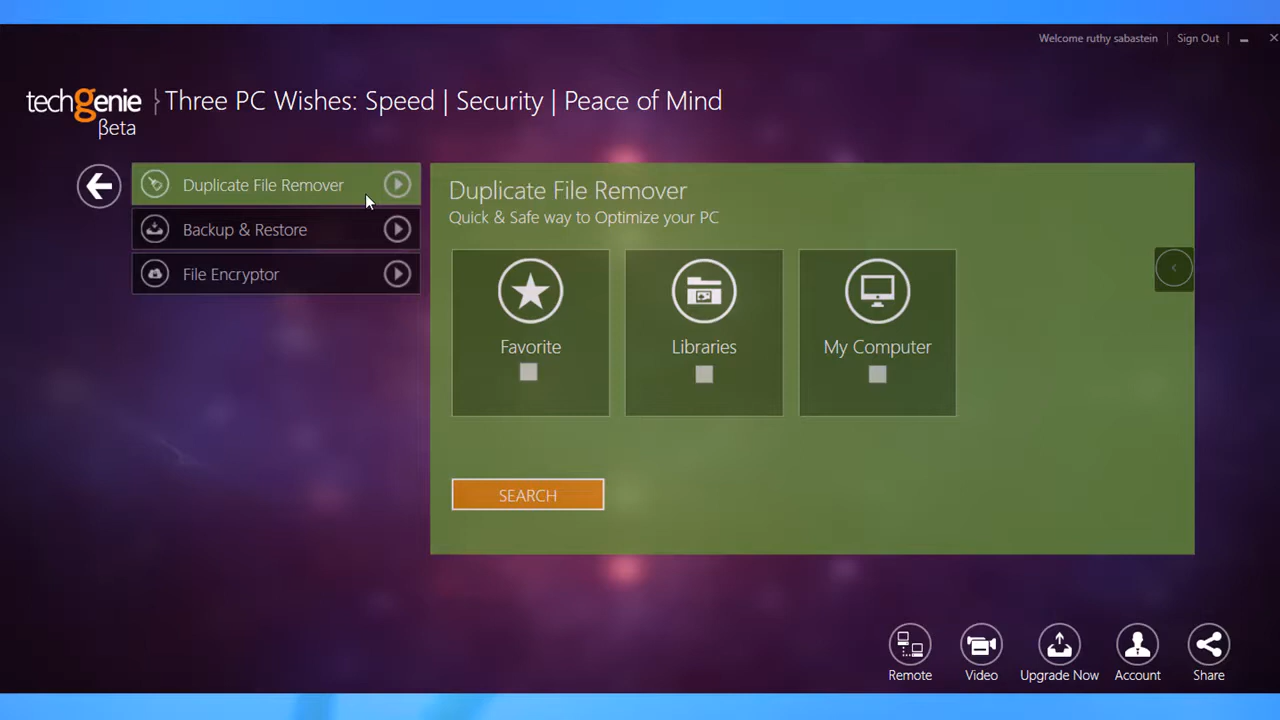 Welcome ruthy sabastein
Sign Out
techgenie
βeta
Three PC Wishes: Speed | Security | Peace of Mind
Duplicate File Remover
Backup & Restore
File Encryptor
Duplicate File Remover
Quick & Safe way to Optimize your PC
Favorite
Libraries
My Computer
SEARCH
Remote
Video
Upgrade Now
Account
Share